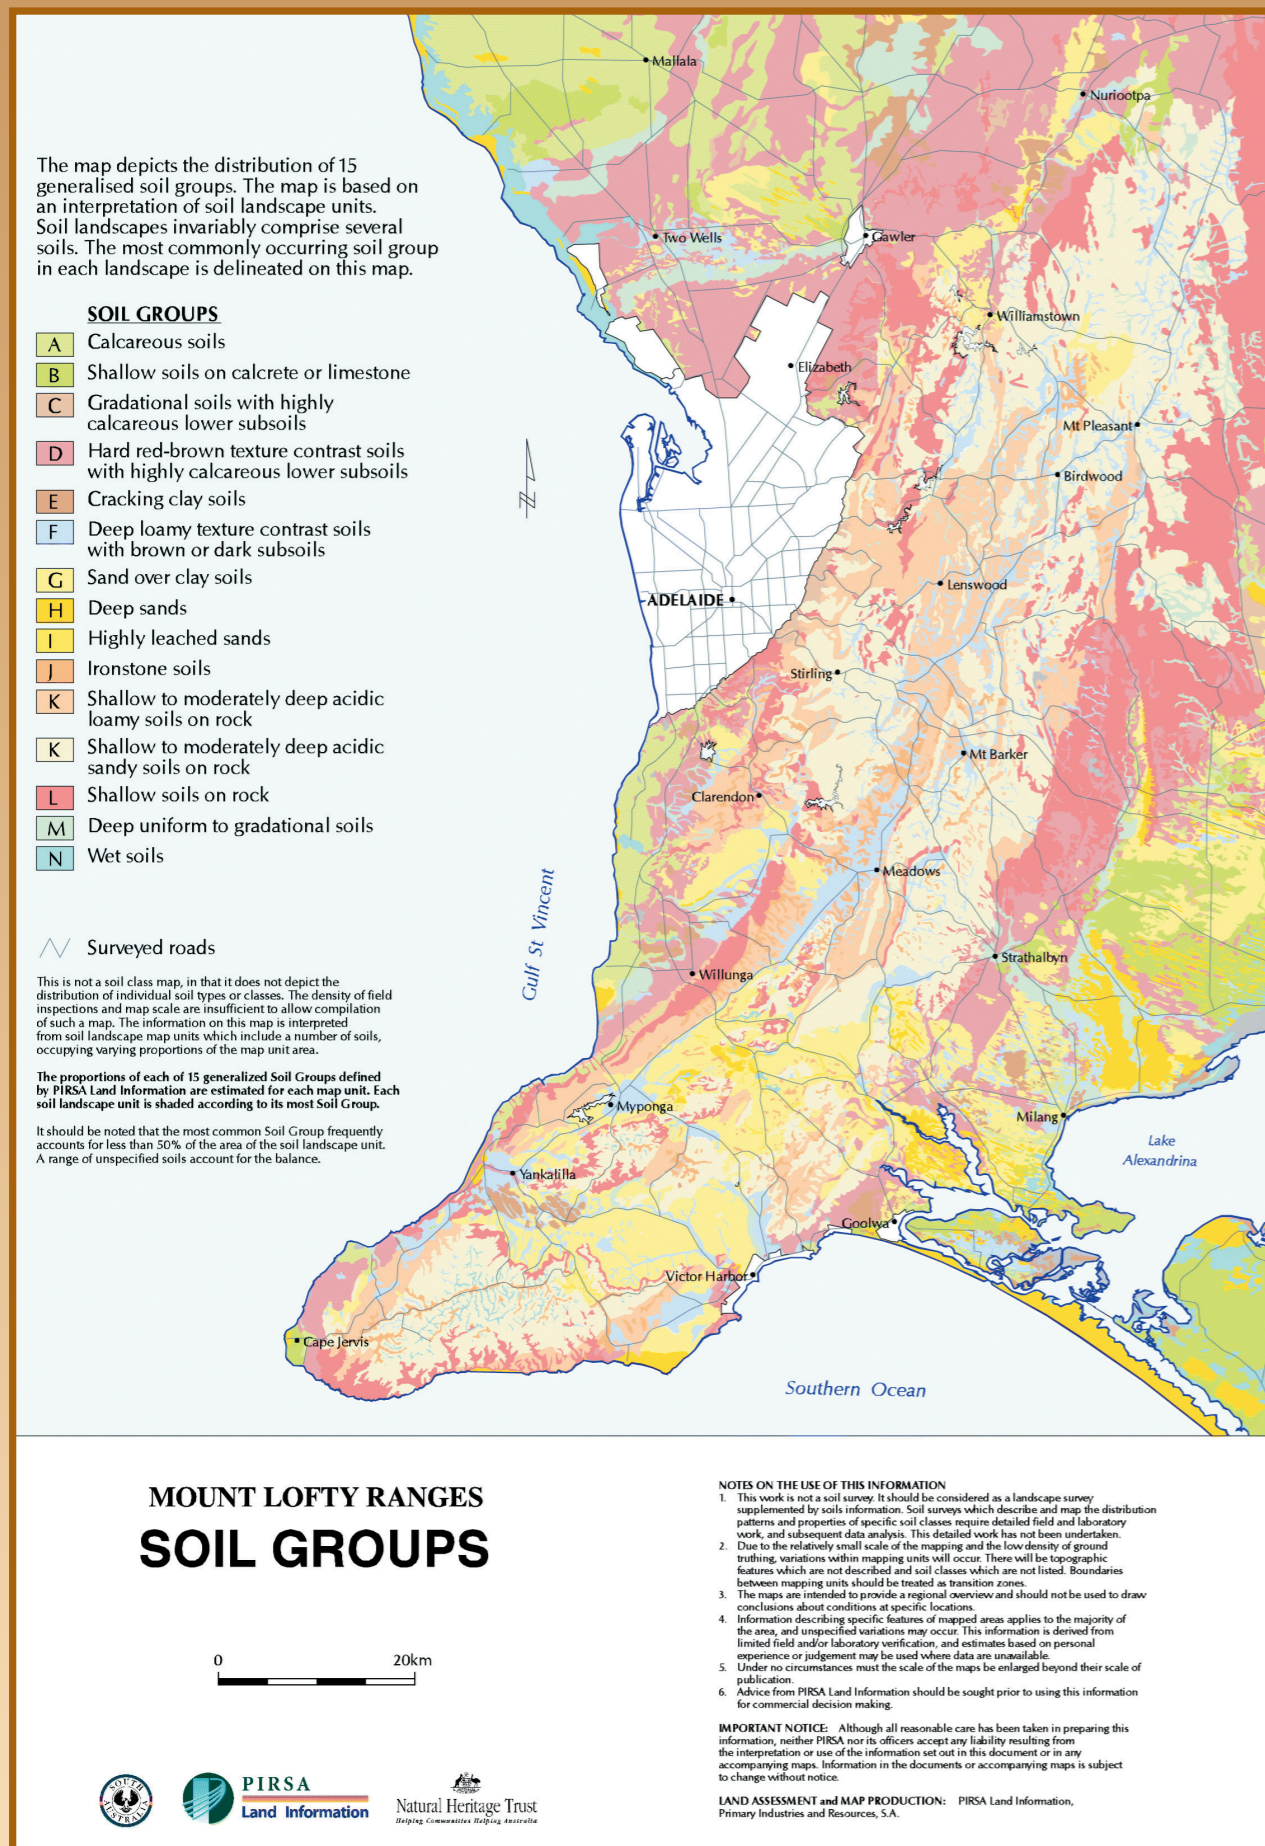 The map depicts the distribution of 15
generalised soil groups. The map is based on
an interpretation of soil landscape units.
Soil landscapes invariably comprise several
soils. The most commonly occurring soil group
in each landscape is delineated on this map.
SOIL GROUPS
A Calcareous soils
B Shallow soils on calcrete or limestone
C Gradational soils with highly
calcareous lower subsoils
D Hard red-brown texture contrast soils
with highly calcareous lower subsoils
E Cracking clay soils
F Deep loamy texture contrast soils
with brown or dark subsoils
G Sand over clay soils
H Deep sands
I Highly leached sands
J Ironstone soils
K Shallow to moderately deep acidic
loamy soils on rock
K Shallow to moderately deep acidic
sandy soils on rock
L Shallow soils on rock
M Deep uniform to gradational soils
N Wet soils
Surveyed roads
This is not a soil class map, in that it does not depict the
distribution of individual soil types or classes. The density of field
inspections and map scale are insufficient to allow compilation
of such a map. The information on this map is interpreted
from soil landscape map units which include a number of soils,
occupying varying proportions of the map unit area.
The proportions of each of 15 generalized Soil Groups defined
by PIRSA Land Information are estimated for each map unit. Each
soil landscape unit is shaded according to its most Soil Group.
It should be noted that the most common Soil Group frequently
accounts for less than 50% of the area of the soil landscape unit.
A range of unspecified soils account for the balance.
Mallala
Nuriootpa
Two Wells
Gawler
Williamstown
Elizabeth
Mt Pleasant
Birdwood
Lenswood
ADELAIDE
Stirling
Mt Barker
Clarendon
Meadows
Gulf St Vincent
Strathalbyn
Willunga
Myponga
Milang
Lake
Alexandrina
Yankalilla
Goolwa
Victor Harbor
Cape Jervis
Southern Ocean
MOUNT LOFTY RANGES
SOIL GROUPS
0 20km
SOUTH AUSTRALIA
PIRSA
Land Information
Natural Heritage Trust
Helping Communities Helping Australia
NOTES ON THE USE OF THIS INFORMATION
1. This work is not a soil survey. It should be considered as a landscape survey
supplemented by soils information. Soil surveys which describe and map the distribution
patterns and properties of specific soil classes require detailed field and laboratory
work, and subsequent data analysis. This detailed work has not been undertaken.
2. Due to the relatively small scale of the mapping and the low density of ground
truthing, variations within mapping units will occur. There will be topographic
features which are not described and soil classes which are not listed. Boundaries
between mapping units should be treated as transition zones.
3. The maps are intended to provide a regional overview and should not be used to draw
conclusions about conditions at specific locations.
4. Information describing specific features of mapped areas applies to the majority of
the area, and unspecified variations may occur. This information is derived from
limited field and/or laboratory verification, and estimates based on personal
experience or judgement may be used where data are unavailable.
5. Under no circumstances must the scale of the maps be enlarged beyond their scale of
publication.
6. Advice from PIRSA Land Information should be sought prior to using this information
for commercial decision making.
IMPORTANT NOTICE: Although all reasonable care has been taken in preparing this
information, neither PIRSA nor its officers accept any liability resulting from
the interpretation or use of the information set out in this document or in any
accompanying maps. Information in the documents or accompanying maps is subject
to change without notice.
LAND ASSESSMENT and MAP PRODUCTION: PIRSA Land Information,
Primary Industries and Resources, S.A.